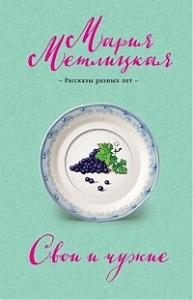 Мария
Метлицкая
– Рассказы разных лет –
Свои и чужие